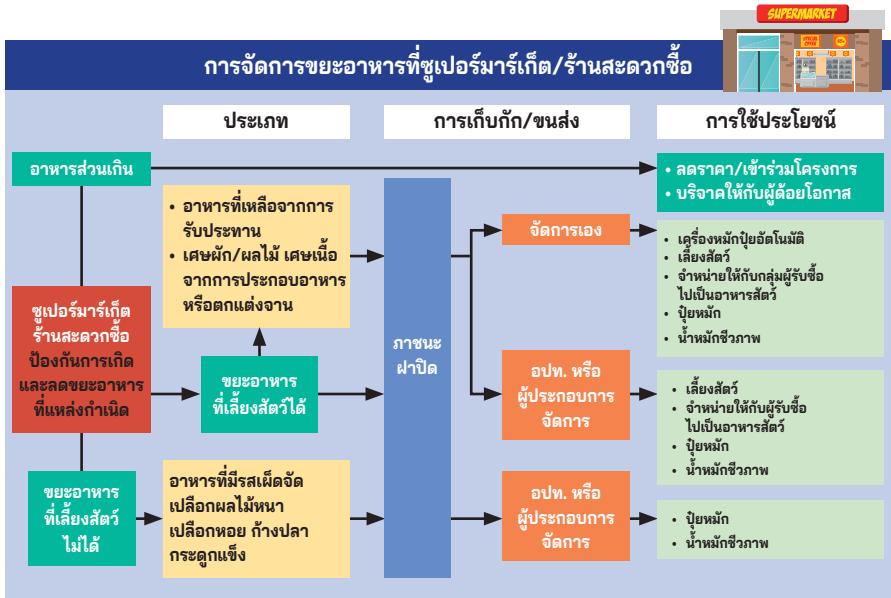 SUPERMARKET
SPECIAL
OFFER
การจัดการขยะอาหารที่ซูเปอร์มาร์เก็ต/ร้านสะดวกซื้อ
ประเภท
การเก็บกัก/ขนส่ง
การใช้ประโยชน์
อาหารส่วนเกิน
• ลดราคา/เข้าร่วมโครงการ
• บริจาคให้กับผู้ด้อยโอกาส
• อาหารที่เหลือจากการ
รับประทาน
• เศษผัก/ผลไม้ เศษเนื้อ
จากการประกอบอาหาร
หรือตกแต่งจาน
จัดการเอง
• เครื่องหมักปุ๋ยอัตโนมัติ
• เลี้ยงสัตว์
• จำหน่ายให้กับกลุ่มผู้รับซื้อ
ไปเป็นอาหารสัตว์
• ปุ๋ยหมัก
• น้ำหมักชีวภาพ
ซูเปอร์มาร์เก็ต
ร้านสะดวกซื้อ
ป้องกันการเกิด
และลดขยะอาหาร
ที่แหล่งกำเนิด
ขยะอาหาร
ที่เลี้ยงสัตว์ได้
ภาชนะ
ฝาปิด
อปท. หรือ
ผู้ประกอบการ
จัดการ
• เลี้ยงสัตว์
• จำหน่ายให้กับผู้รับซื้อ
ไปเป็นอาหารสัตว์
• ปุ๋ยหมัก
• น้ำหมักชีวภาพ
ขยะอาหาร
ที่เลี้ยงสัตว์
ไม่ได้
อาหารที่มีรสเผ็ดจัด
เปลือกผลไม้หนา
เปลือกหอย ก้างปลา
กระดูกแข็ง
อปท. หรือ
ผู้ประกอบการ
จัดการ
• ปุ๋ยหมัก
• น้ำหมักชีวภาพ